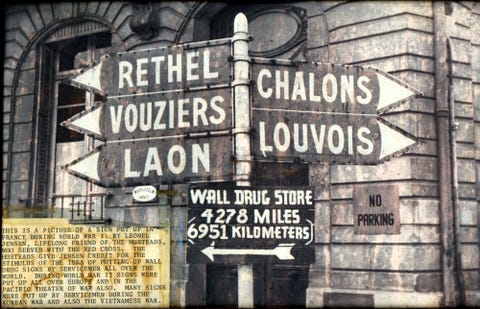 RETHEL
VOUZIERS
LAON
CHALONS
LOUVOIS
WALL DRUG STORE
4278 MILES
6951 KILOMETERS
NO
PARKING
THIS IS A PICTURE OF A SIGN PUT UP IN
FRANCE DURING WORLD WAR II BY LEONEL
JENSEN, LIFELONG FRIEND OF THE HUSTEADS,
WHO SERVED WITH THE RED CROSS. THE
HUSTEADS GIVE JENSEN CREDIT FOR THE
STIMULUS OF THE IDEA OF PUTTING UP WALL
DRUG SIGNS BY SERVICEMEN ALL OVER THE
WORLD. DURING WORLD WAR II SIGNS WERE
PUT UP ALL OVER EUROPE AND IN THE
PACIFIC THEATER OF WAR ALSO. MANY SIGNS
WERE PUT UP BY SERVICEMEN DURING THE
KOREAN WAR AND ALSO THE VIETNAMESE WAR.